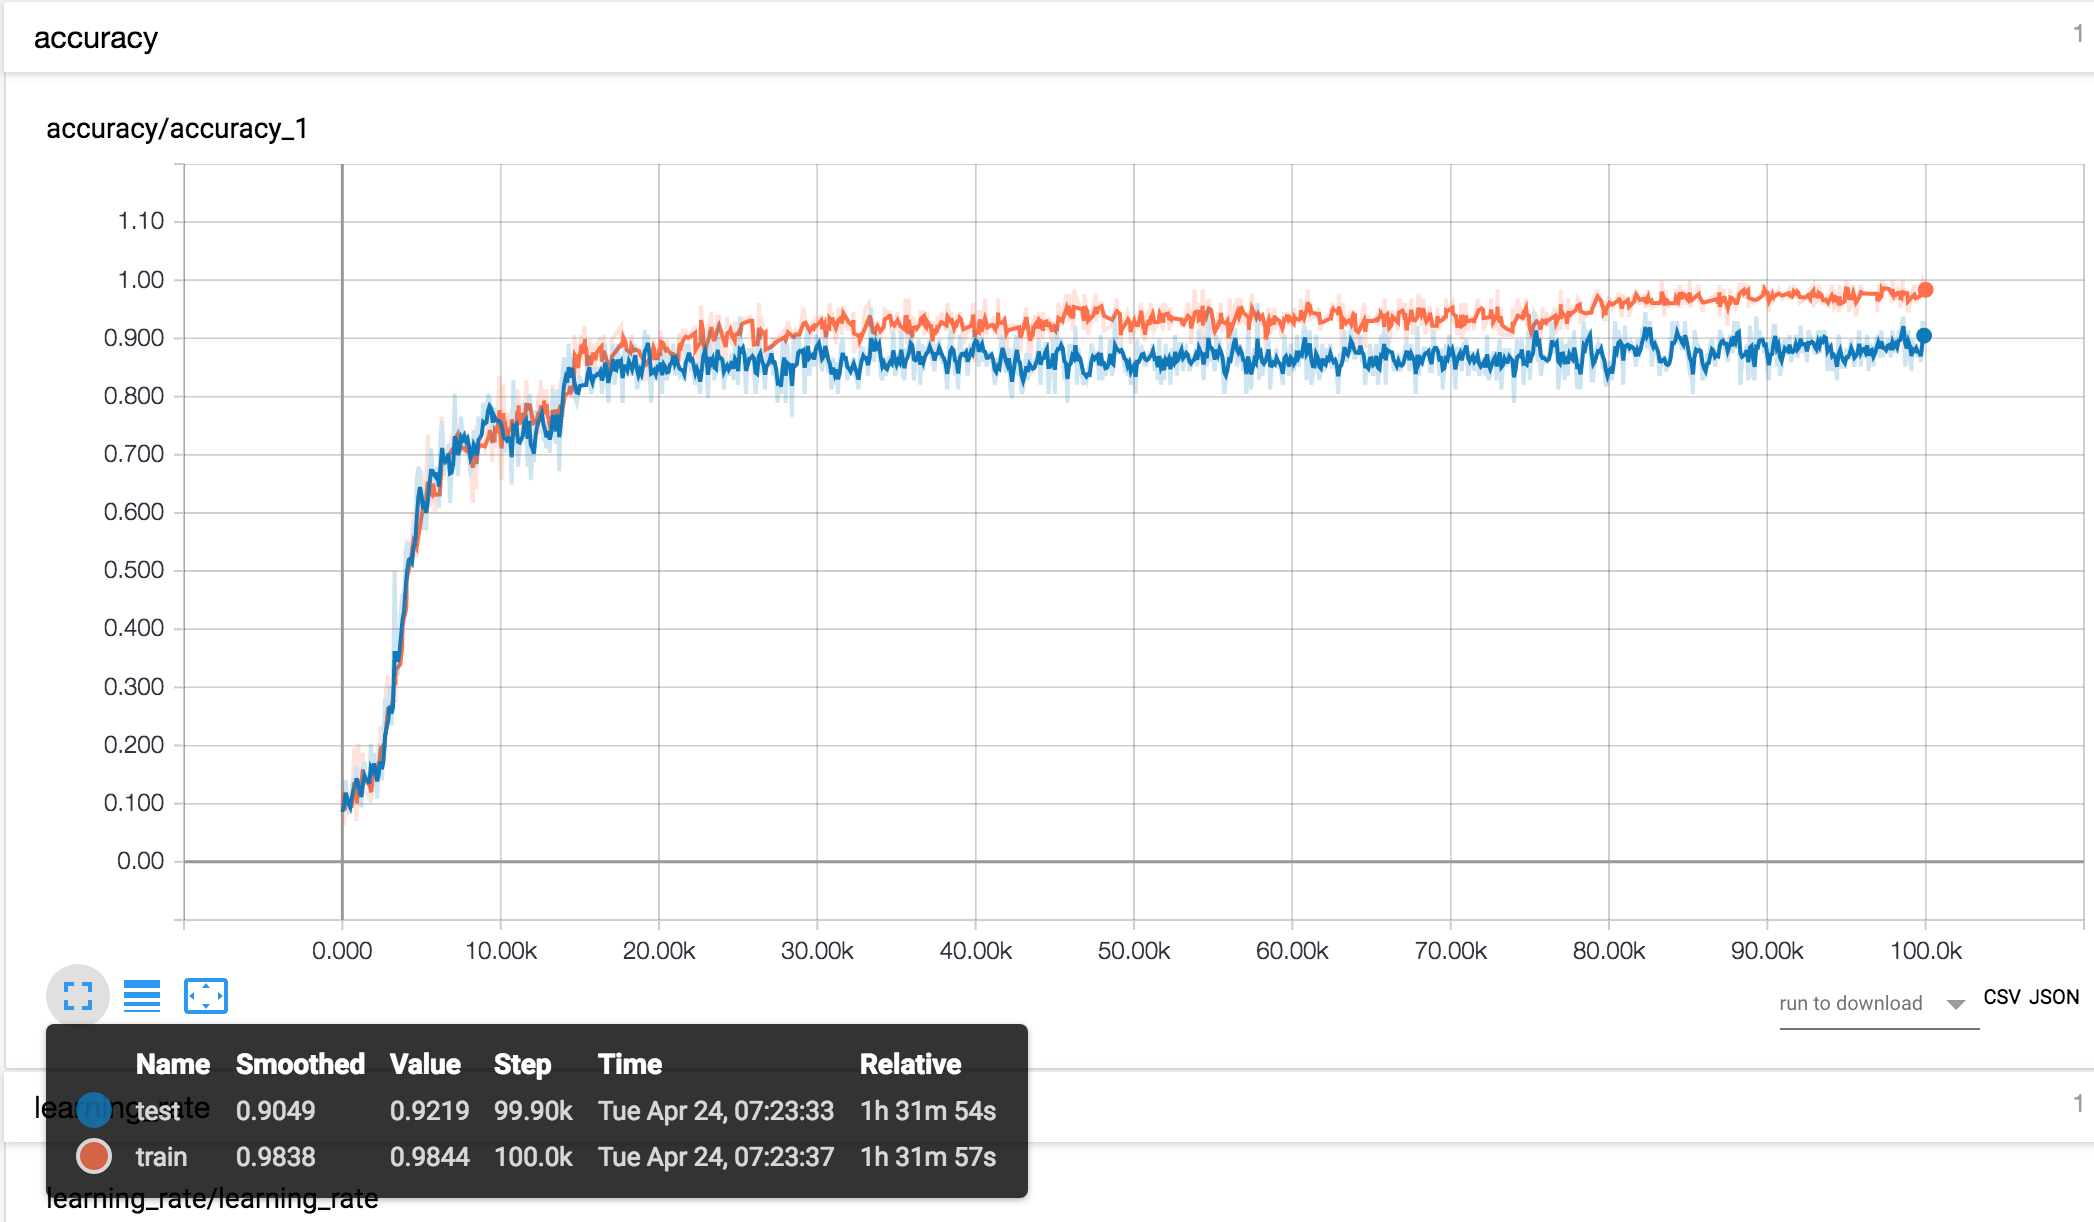 accuracy 1
accuracy/accuracy_1
1.10
1.00
0.900
0.800
0.700
0.600
0.500
0.400
0.300
0.200
0.100
0.00
0.000 10.00k 20.00k 30.00k 40.00k 50.00k 60.00k 70.00k 80.00k 90.00k 100.0k
run to download CSV JSON
Name Smoothed Value Step Time Relative
learning_rate 1
test 0.9049 0.9219 99.90k Tue Apr 24, 07:23:33 1h 31m 54s
train 0.9838 0.9844 100.0k Tue Apr 24, 07:23:37 1h 31m 57s
learning_rate/learning_rate